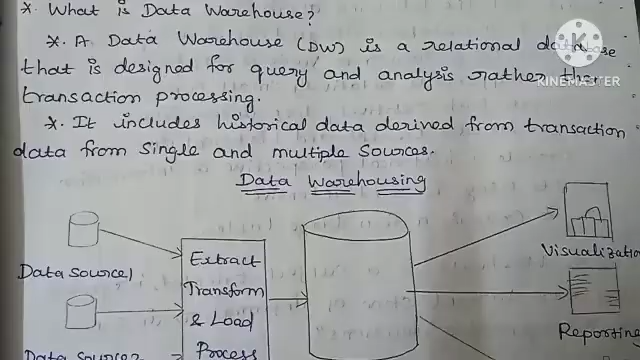 *. What is Data Warehouse?
*. A Data Warehouse (DW) is a relational database
that is designed for query and analysis rather than
transaction processing.
*. It includes historical data derived from transaction
data from single and multiple sources.
Data Warehousing
Data source1
Extract
Transform
& Load
Process
Visualization
Reporting
Data source2
KINEMASTER